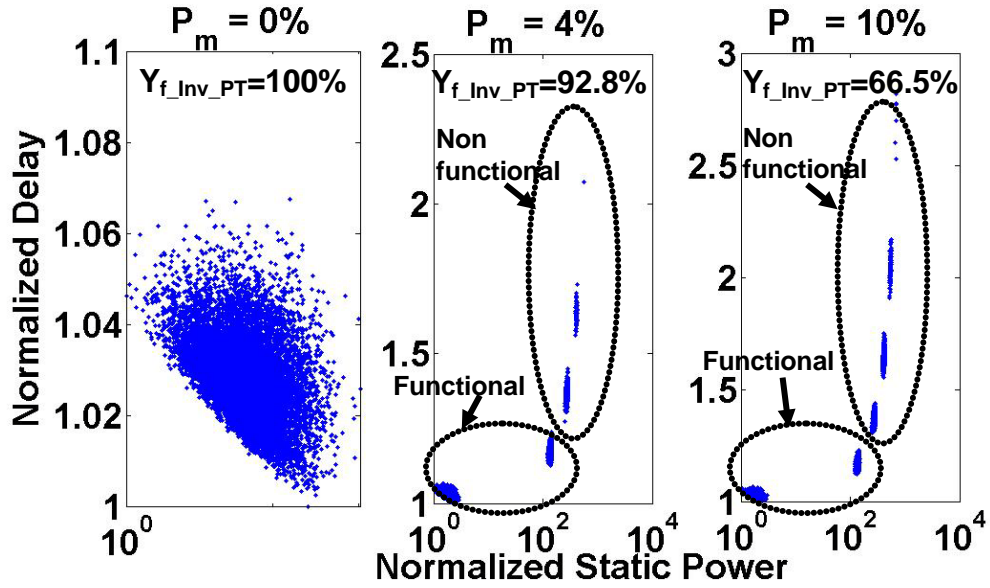 P_m = 0%
P_m = 4%
P_m = 10%
Normalized Delay
1.1
1.08
1.06
1.04
1.02
1
10^0
Y_f_Inv_PT=100%
2.5
2
1.5
1
10^0
10^2
10^4
Y_f_Inv_PT=92.8%
Non
functional
Functional
3
2.5
2
1.5
1
10^0
10^2
10^4
Y_f_Inv_PT=66.5%
Non
functional
Functional
Normalized Static Power